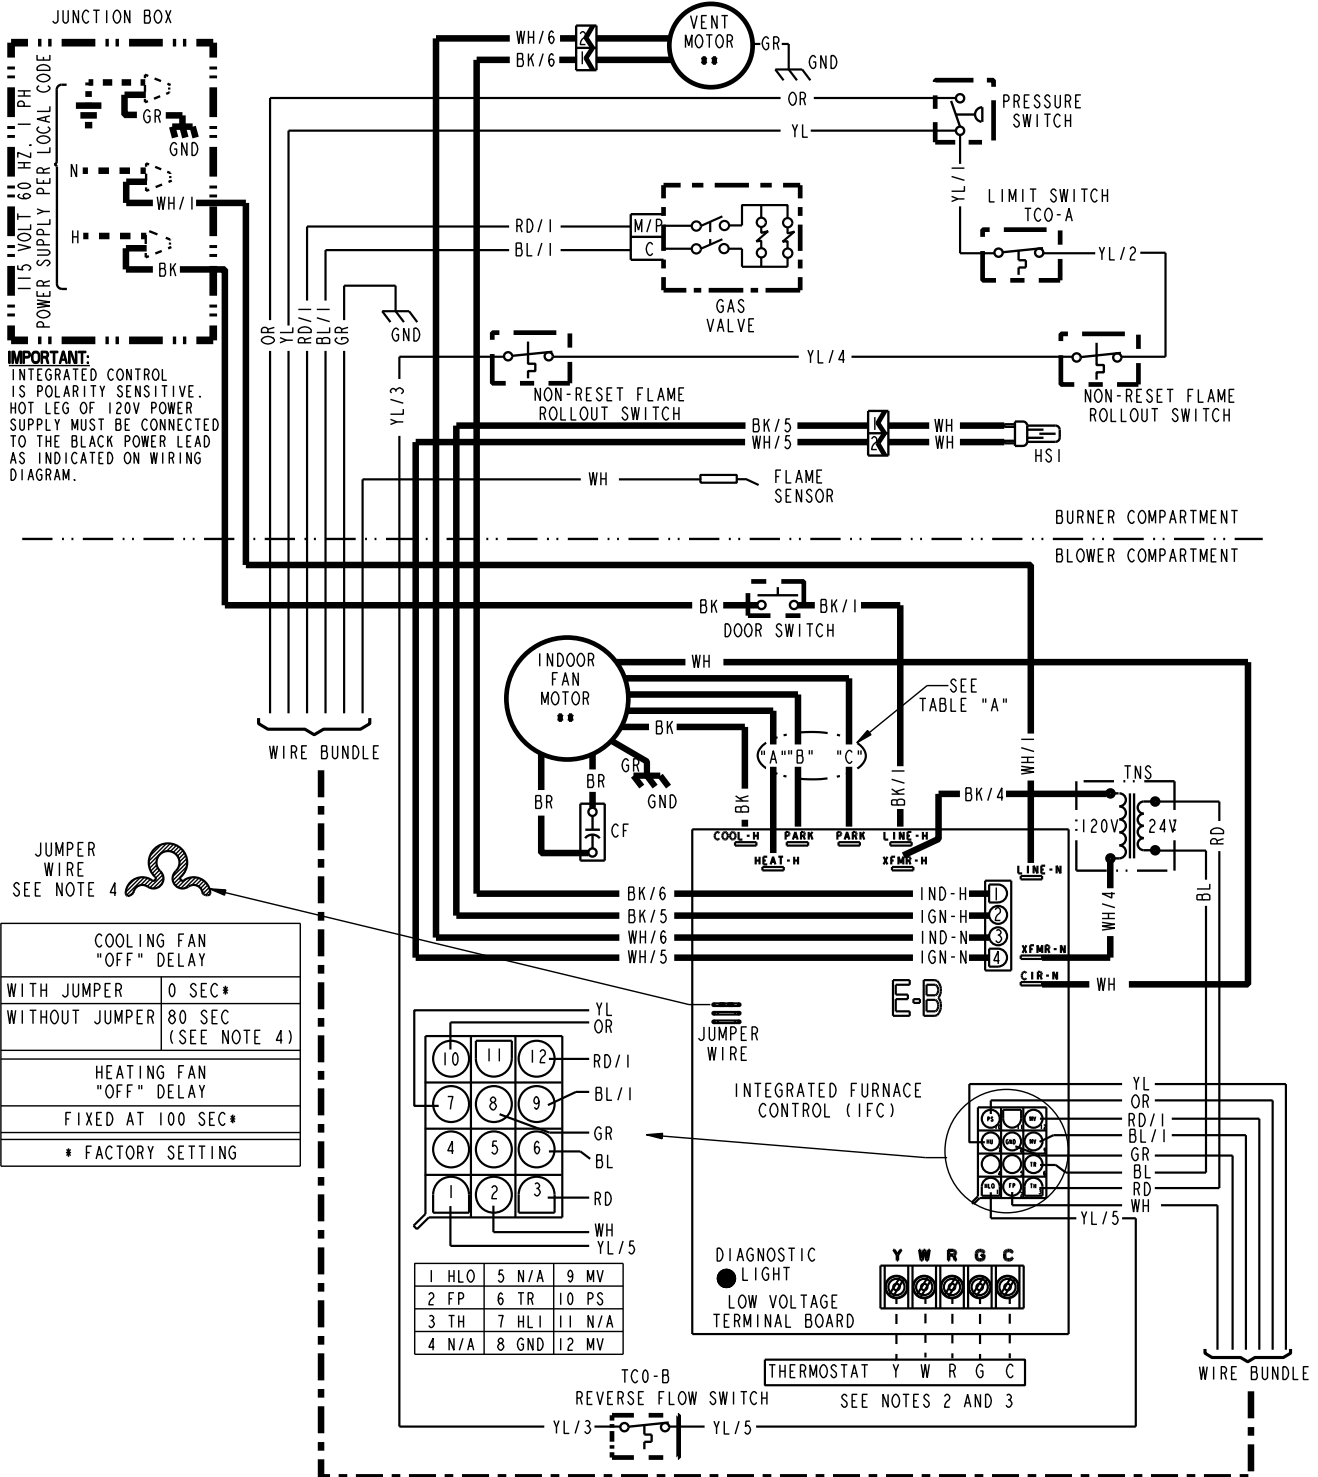 JUNCTION BOX
115 VOLT 60 HZ. 1 PH
POWER SUPPLY PER LOCAL CODE
GR
GND
N
WH/1
H
BK
IMPORTANT:
INTEGRATED CONTROL
IS POLARITY SENSITIVE.
HOT LEG OF 120V POWER
SUPPLY MUST BE CONNECTED
TO THE BLACK POWER LEAD
AS INDICATED ON WIRING
DIAGRAM.
WH/6
BK/6
2
1
VENT
MOTOR
GR
GND
OR
YL
PRESSURE
SWITCH
YL/1
LIMIT SWITCH
TCO-A
YL/2
RD/1
BL/1
M/P
C
GAS
VALVE
OR
YL
RD/1
BL/1
GR
GND
YL/3
YL/4
NON-RESET FLAME
ROLLOUT SWITCH
NON-RESET FLAME
ROLLOUT SWITCH
BK/5
WH/5
1
2
WH
WH
HSI
WH
FLAME
SENSOR
BURNER COMPARTMENT
BLOWER COMPARTMENT
BK
BK/1
DOOR SWITCH
INDOOR
FAN
MOTOR
WH
BK
SEE
TABLE "A"
"A"
"B"
"C"
GR
GND
BR
BR
CF
BK
BK/1
WH/1
BK/4
TNS
120V
24V
RD
BL
WH/4
WIRE BUNDLE
COOL-H
PARK
PARK
LINE-H
HEAT-H
XFMR-H
LINE-N
JUMPER
WIRE
SEE NOTE 4
BK/6
BK/5
WH/6
WH/5
IND-H
IGN-H
IND-N
IGN-N
1
2
3
4
XFMR-N
CIR-N
WH
E-B
COOLING FAN
"OFF" DELAY
WITH JUMPER
0 SEC*
WITHOUT JUMPER
80 SEC
(SEE NOTE 4)
HEATING FAN
"OFF" DELAY
FIXED AT 100 SEC*
* FACTORY SETTING
JUMPER
WIRE
YL
OR
RD/1
BL/1
GR
BL
RD
WH
YL/5
10
11
12
7
8
9
4
5
6
1
2
3
INTEGRATED FURNACE
CONTROL (IFC)
PS
MV
HLI
GND
MV
TR
HLO
FP
TH
YL
OR
RD/1
BL/1
GR
BL
RD
WH
YL/5
1 HLO
5 N/A
9 MV
2 FP
6 TR
10 PS
3 TH
7 HLI
11 N/A
4 N/A
8 GND
12 MV
DIAGNOSTIC
LIGHT
LOW VOLTAGE
TERMINAL BOARD
Y W R G C
THERMOSTAT Y W R G C
SEE NOTES 2 AND 3
WIRE BUNDLE
TCO-B
REVERSE FLOW SWITCH
YL/3
YL/5